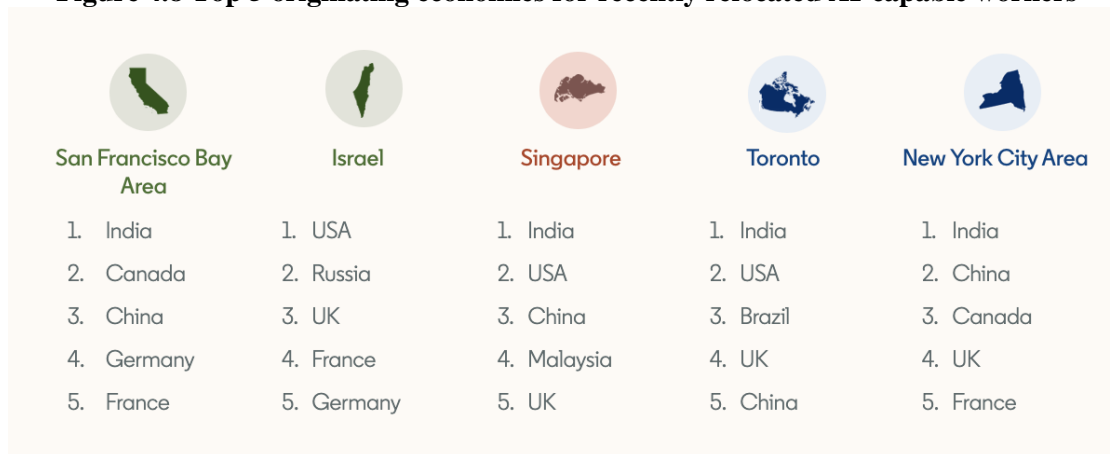 San Francisco Bay
Area
1. India
2. Canada
3. China
4. Germany
5. France
Israel
1. USA
2. Russia
3. UK
4. France
5. Germany
Singapore
1. India
2. USA
3. China
4. Malaysia
5. UK
Toronto
1. India
2. USA
3. Brazil
4. UK
5. China
New York City Area
1. India
2. China
3. Canada
4. UK
5. France